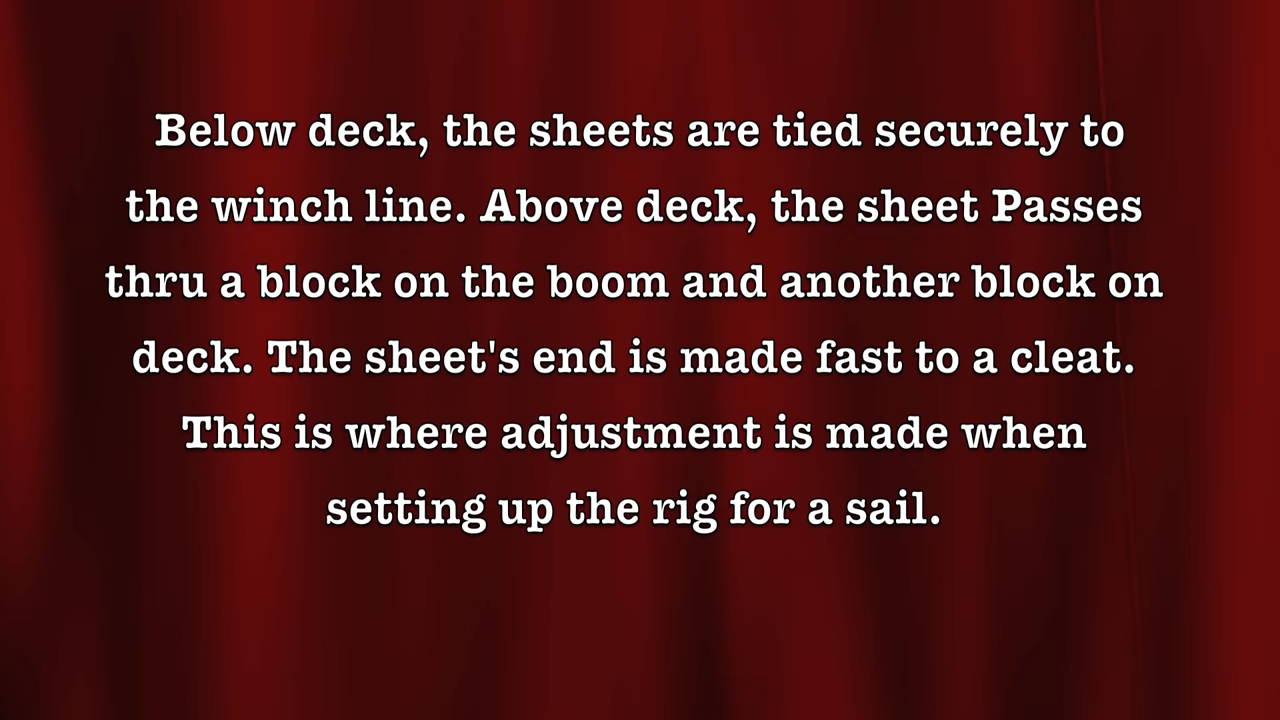 Below deck, the sheets are tied securely to
the winch line. Above deck, the sheet Passes
thru a block on the boom and another block on
deck. The sheet's end is made fast to a cleat.
This is where adjustment is made when
setting up the rig for a sail.